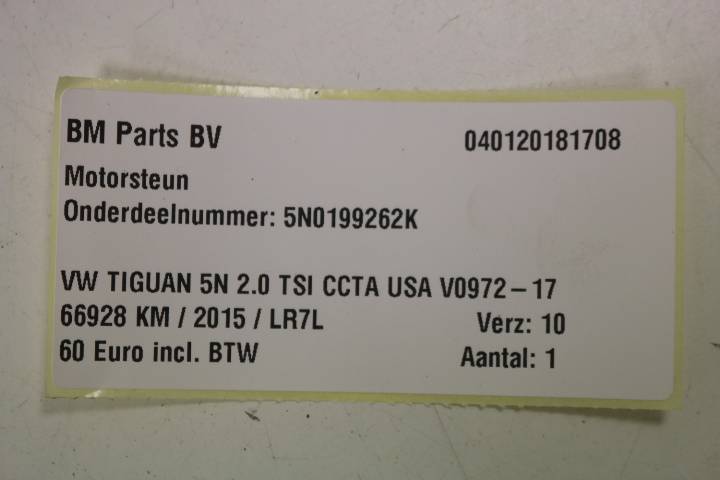 BM Parts BV 040120181708
Motorsteun
Onderdeelnummer: 5N0199262K
VW TIGUAN 5N 2.0 TSI CCTA USA V0972-17
66928 KM / 2015 / LR7L Verz: 10
60 Euro incl. BTW Aantal: 1